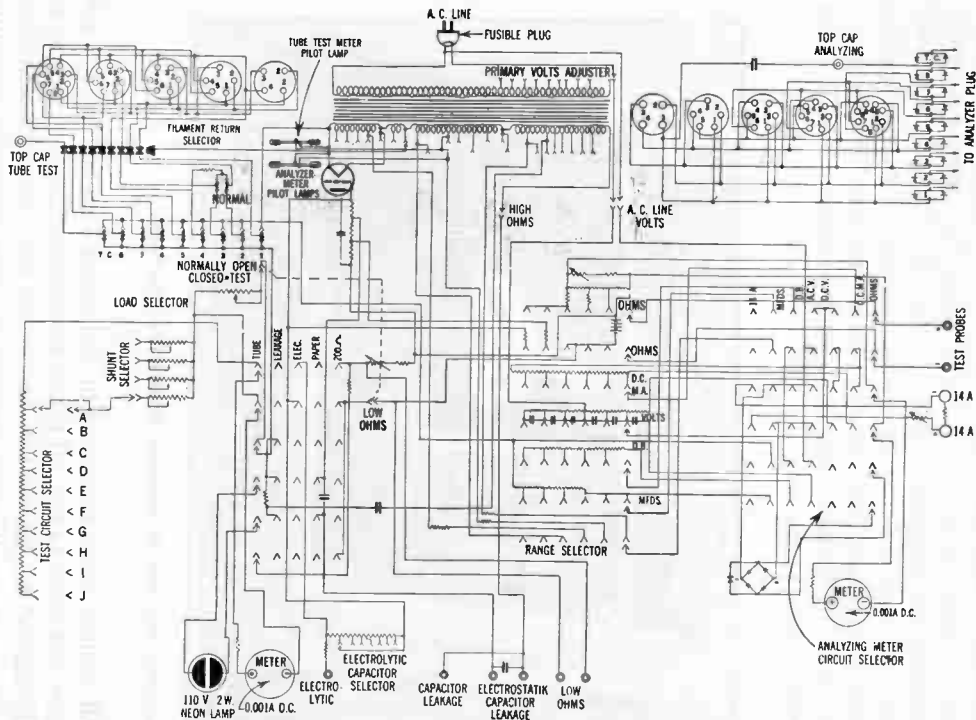 A. C. LINE
FUSIBLE PLUG
TUBE TEST METER
PILOT LAMP
TOP CAP
ANALYZING
PRIMARY VOLTS ADJUSTER
TO ANALYZER PLUG
FILAMENT RETURN
SELECTOR
TOP CAP
TUBE TEST
ANALYZER
METER
PILOT LAMPS
NORMAL
HIGH
OHMS
A. C. LINE
VOLTS
T C 8 7 6 5 4 3 2 1
NORMALLY OPEN
CLOSED=TEST
LOAD SELECTOR
SHUNT
SELECTOR
TUBE
LEAKAGE
ELEC.
PAPER
200~
LOW
OHMS
OHMS
OHMS
D.C.
M.A.
VOLTS
D.B.
MFDS.
RANGE SELECTOR
14 A
MFDS.
D.B.
A.C.V.
D.C.V.
D.C.M.A.
OHMS
TEST PROBES
14 A
14 A
TEST CIRCUIT SELECTOR
< A
< B
< C
< D
< E
< F
< G
< H
< I
< J
METER
0.001A D.C.
ANALYZING METER
CIRCUIT SELECTOR
110 V 2W.
NEON LAMP
METER
0.001A D.C.
ELECTRO-
LYTIC
ELECTROLYTIC
CAPACITOR
SELECTOR
CAPACITOR
LEAKAGE
ELECTROSTATIK
CAPACITOR
LEAKAGE
LOW
OHMS